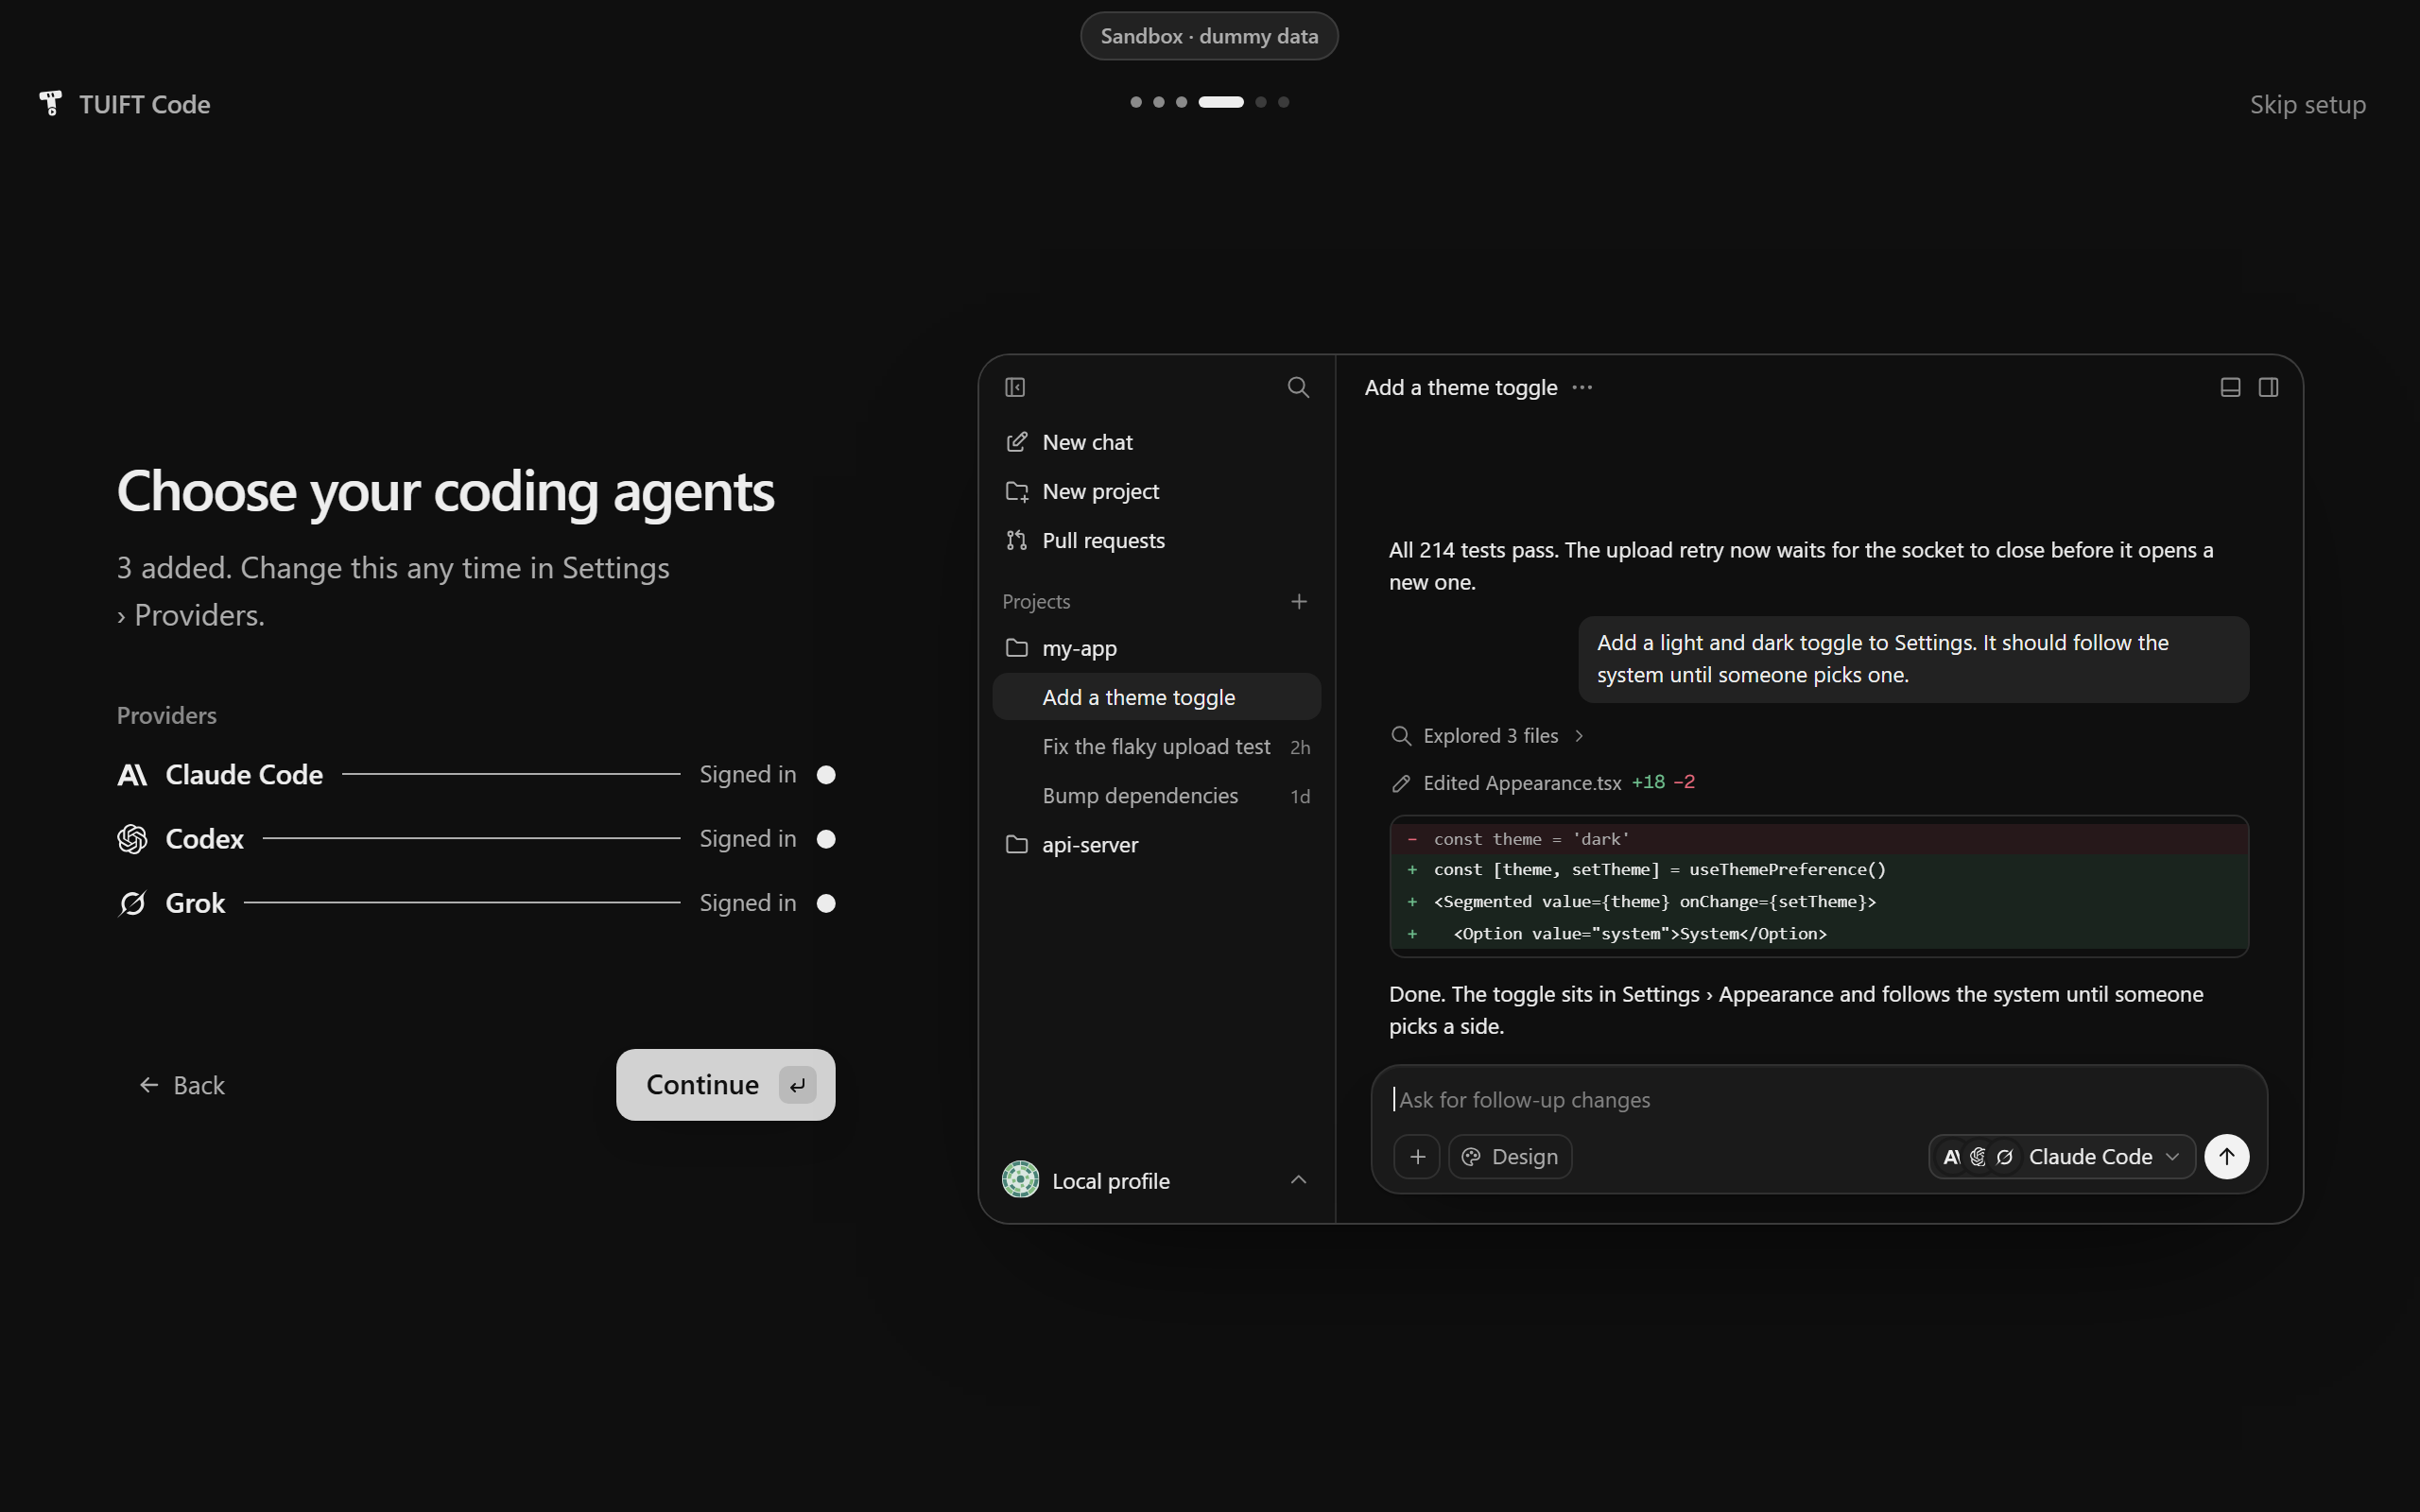 Sandbox · dummy data
TUIFT Code
Skip setup
Choose your coding agents
3 added. Change this any time in Settings
› Providers.
Providers
Claude Code
Signed in
Codex
Signed in
Grok
Signed in
Back
Continue
New chat
New project
Pull requests
Projects
my-app
Add a theme toggle
Fix the flaky upload test 2h
Bump dependencies 1d
api-server
Local profile
Add a theme toggle
All 214 tests pass. The upload retry now waits for the socket to close before it opens a
new one.
Add a light and dark toggle to Settings. It should follow the
system until someone picks one.
Explored 3 files
Edited Appearance.tsx +18 −2
− const theme = 'dark'
+ const [theme, setTheme] = useThemePreference()
+ <Segmented value={theme} onChange={setTheme}>
+   <Option value="system">System</Option>
Done. The toggle sits in Settings › Appearance and follows the system until someone
picks a side.
Ask for follow-up changes
Design
Claude Code